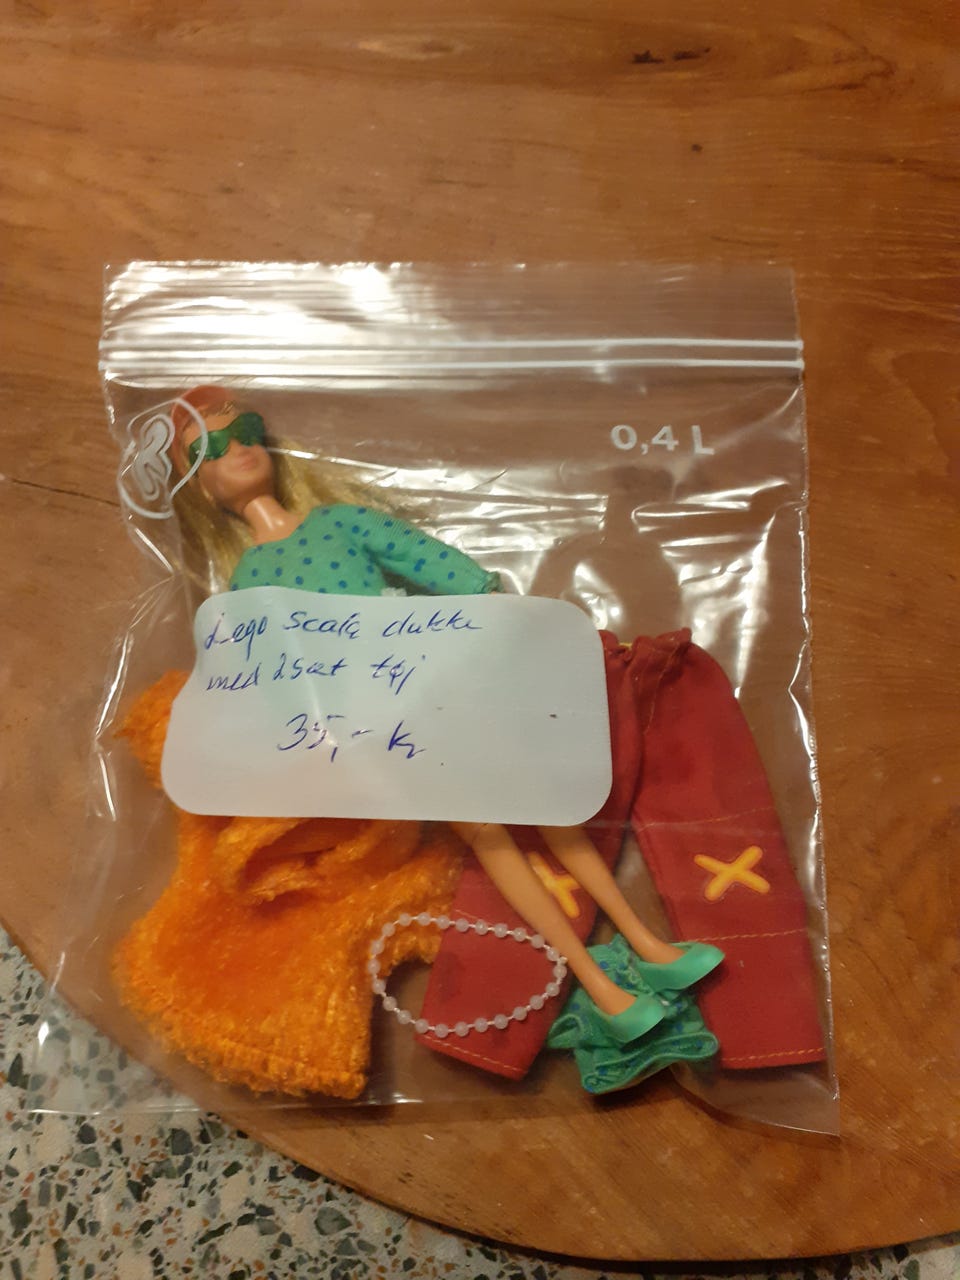 0,4 L
Lego Scala dukke
med 2 sæt tøj
35,- kr